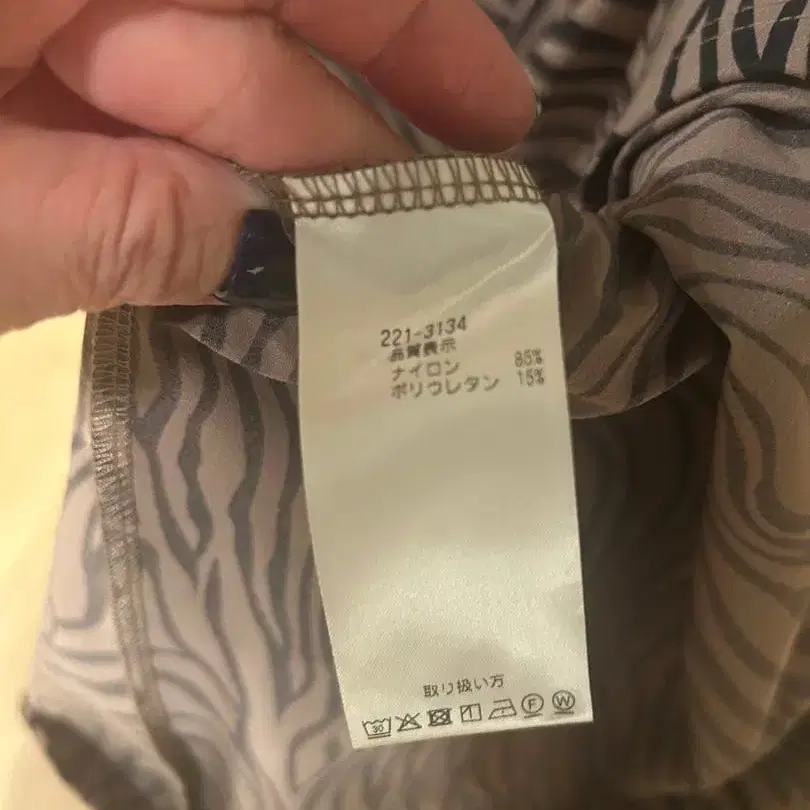 221-3134
品質表示
ナイロン 85%
ポリウレタン 15%
取り扱い方
30 F W